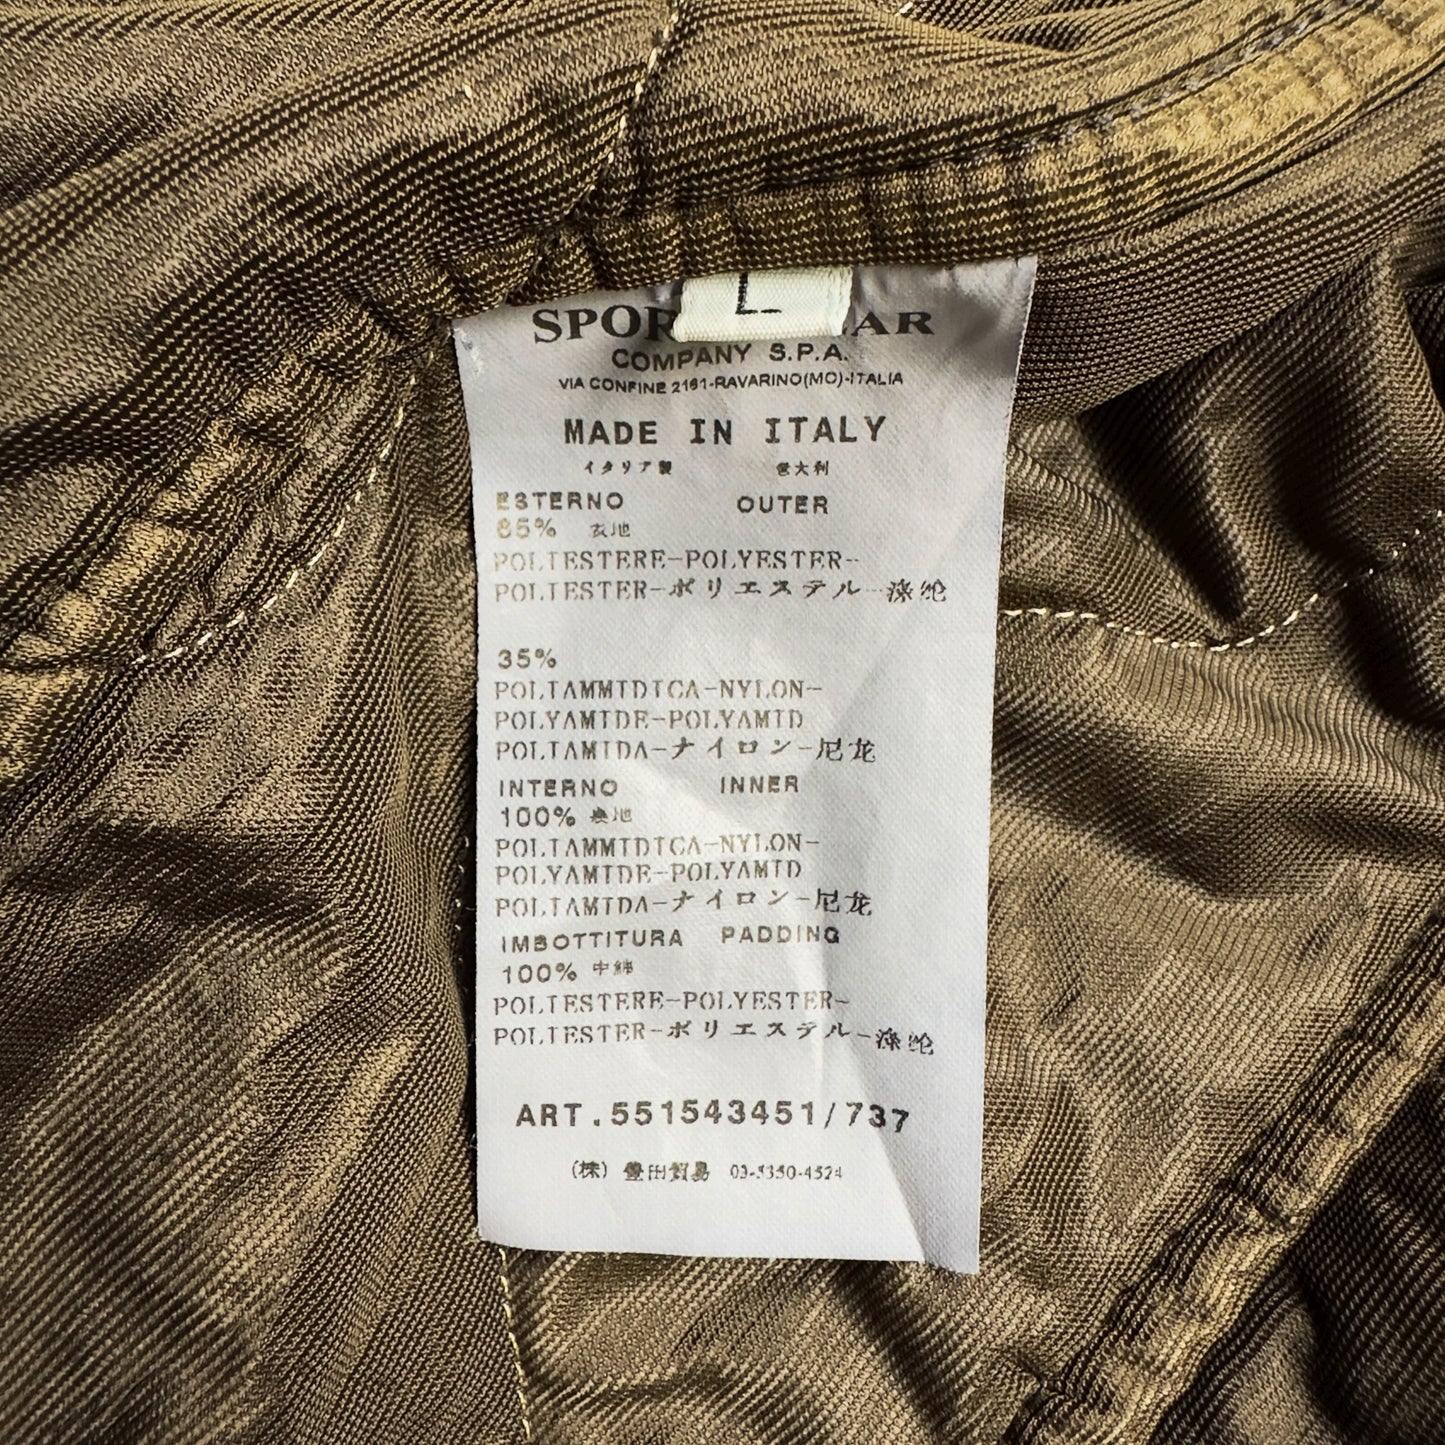 L
SPOR AR
COMPANY S.P.A.
VIA CONFINE 2161-RAVARINO(MO)-ITALIA
MADE IN ITALY
イタリア製 意大利
ESTERNO OUTER
65% 表地
POLIESTERE-POLYESTER-
POLIESTER-ポリエステル-涤纶
35%
POLIAMMIDICA-NYLON-
POLYAMIDE-POLYAMID
POLIAMIDA-ナイロン-尼龙
INTERNO INNER
100% 裏地
POLIAMMIDICA-NYLON-
POLYAMIDE-POLYAMID
POLIAMIDA-ナイロン-尼龙
IMBOTTITURA PADDING
100% 中綿
POLIESTERE-POLYESTER-
POLIESTER-ポリエステル-涤纶
ART.551543451/737
(株) 豊田貿易 03-5350-4524